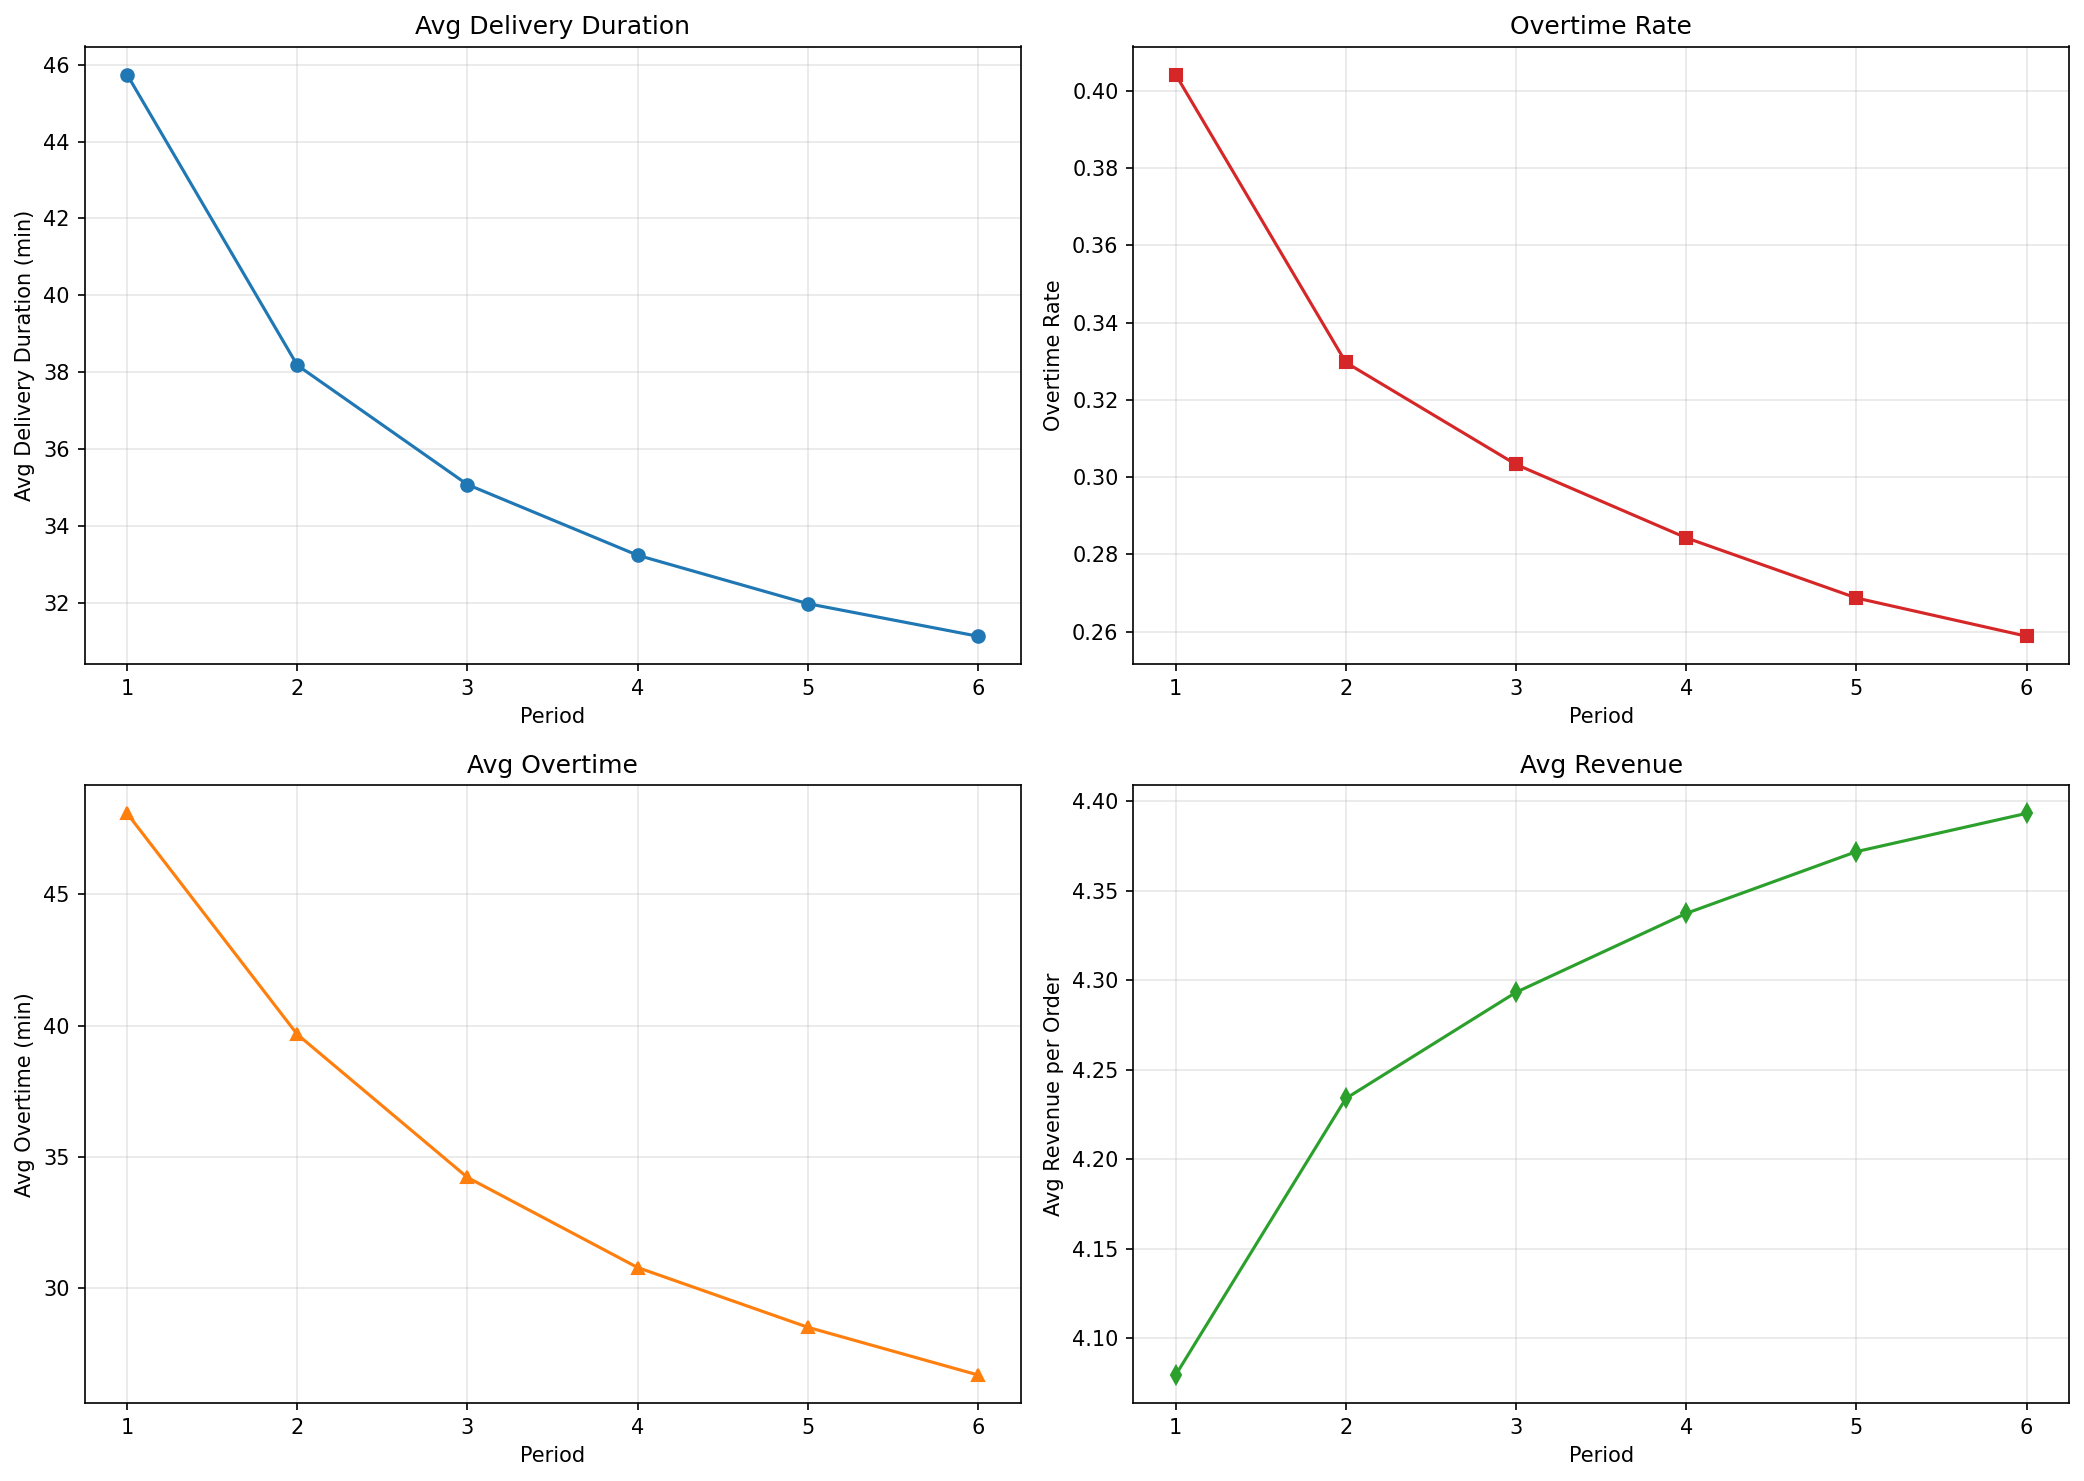 Avg Delivery Duration
Avg Delivery Duration (min)
46
44
42
40
38
36
34
32
1 2 3 4 5 6
Period
Overtime Rate
Overtime Rate
0.40
0.38
0.36
0.34
0.32
0.30
0.28
0.26
1 2 3 4 5 6
Period
Avg Overtime
Avg Overtime (min)
45
40
35
30
1 2 3 4 5 6
Period
Avg Revenue
Avg Revenue per Order
4.40
4.35
4.30
4.25
4.20
4.15
4.10
1 2 3 4 5 6
Period